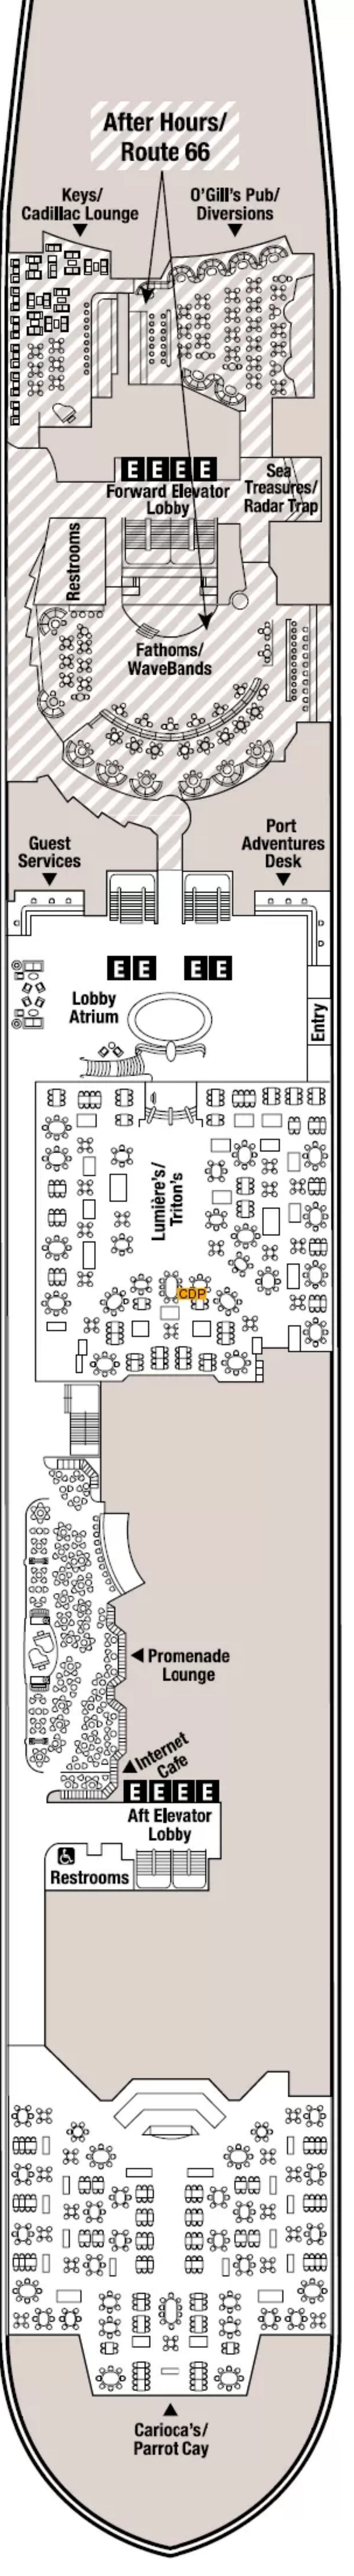 After Hours/
Route 66
Keys/
Cadillac Lounge
O'Gill's Pub/
Diversions
E E E E
Forward Elevator
Lobby
Sea
Treasures/
Radar Trap
Restrooms
Fathoms/
WaveBands
Guest
Services
Port
Adventures
Desk
E E E E
Lobby
Atrium
Entry
Lumière's/
Triton's
CDP
Promenade
Lounge
Internet
Cafe
E E E E
Aft Elevator
Lobby
Restrooms
Carioca's/
Parrot Cay